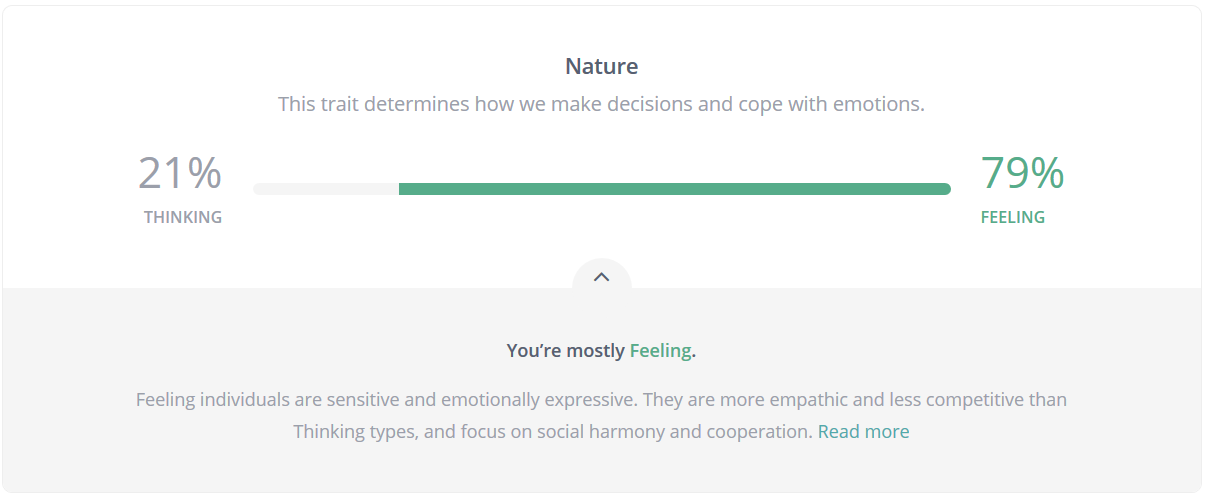 Nature
This trait determines how we make decisions and cope with emotions.
21%
79%
THINKING
FEELING
You’re mostly Feeling.
Feeling individuals are sensitive and emotionally expressive. They are more empathic and less competitive than
Thinking types, and focus on social harmony and cooperation. Read more